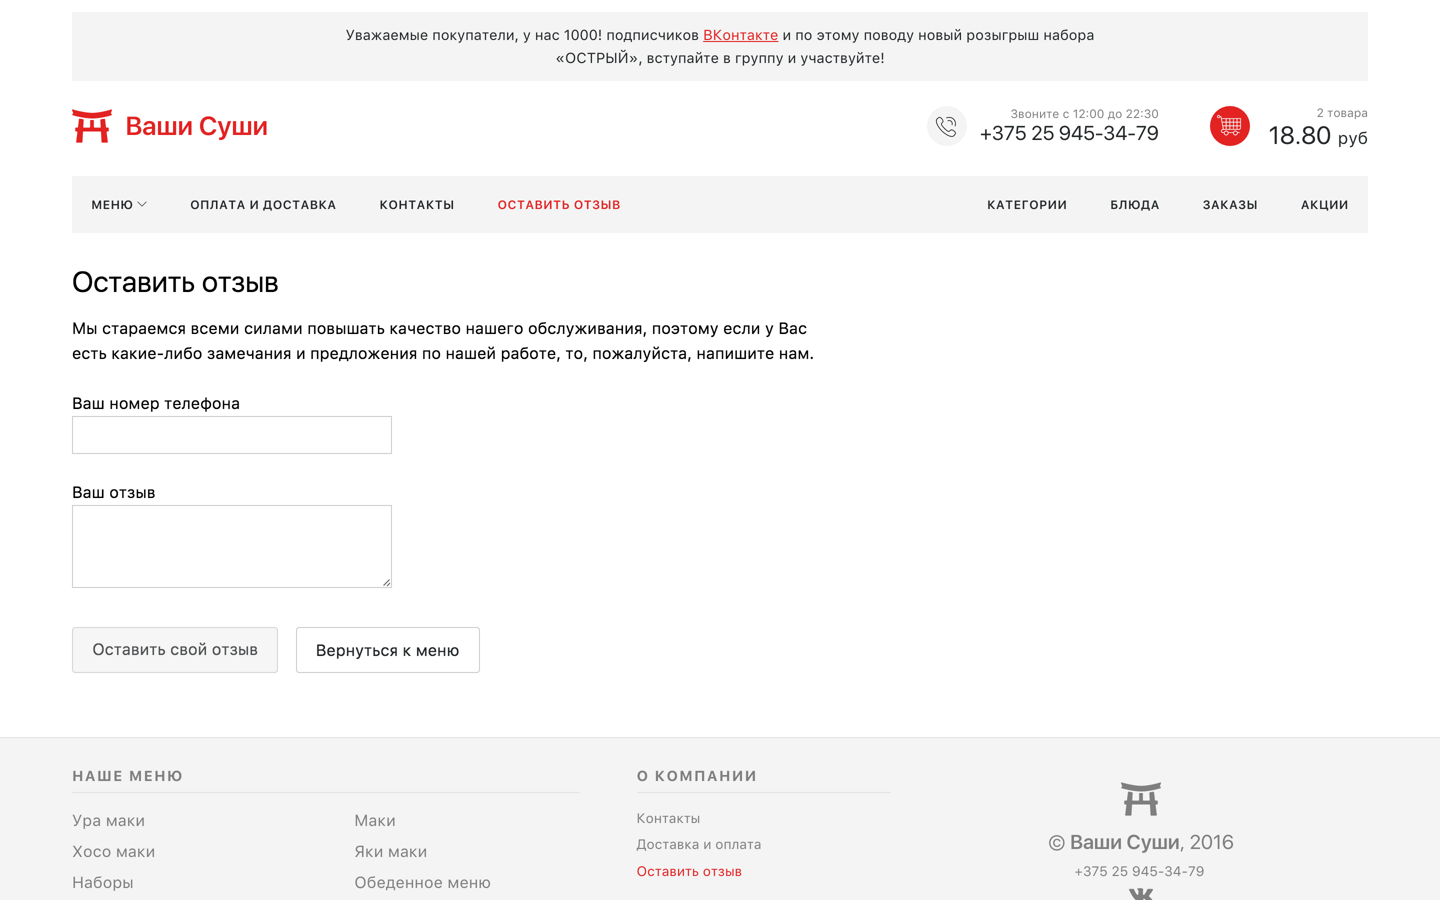 Уважаемые покупатели, у нас 1000! подписчиков ВКонтакте и по этому поводу новый розыгрыш набора
«ОСТРЫЙ», вступайте в группу и участвуйте!
Ваши Суши
Звоните с 12:00 до 22:30
+375 25 945-34-79
2 товара
18.80 руб
МЕНЮ
ОПЛАТА И ДОСТАВКА
КОНТАКТЫ
ОСТАВИТЬ ОТЗЫВ
КАТЕГОРИИ
БЛЮДА
ЗАКАЗЫ
АКЦИИ
Оставить отзыв
Мы стараемся всеми силами повышать качество нашего обслуживания, поэтому если у Вас
есть какие-либо замечания и предложения по нашей работе, то, пожалуйста, напишите нам.
Ваш номер телефона
Ваш отзыв
Оставить свой отзыв
Вернуться к меню
НАШЕ МЕНЮ
Ура маки
Хосо маки
Наборы
Маки
Яки маки
Обеденное меню
О КОМПАНИИ
Контакты
Доставка и оплата
Оставить отзыв
© Ваши Суши, 2016
+375 25 945-34-79